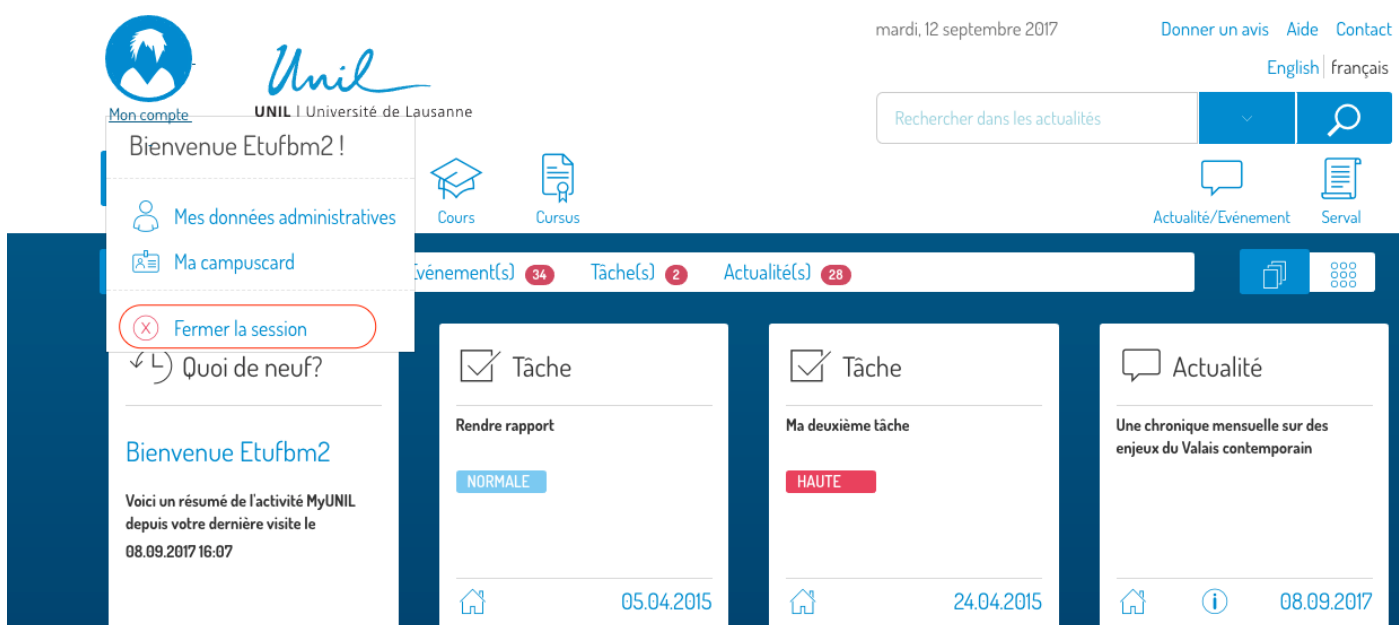 mardi, 12 septembre 2017
Donner un avis Aide Contact
English français
Mon compte
Unil
UNIL | Université de Lausanne
Rechercher dans les actualités
Bienvenue Etufbm2 !
Mes données administratives
Ma campuscard
Fermer la session
Cours
Cursus
Actualité/Evénement
Serval
Evénement(s) 34
Tâche(s) 2
Actualité(s) 28
Quoi de neuf?
Bienvenue Etufbm2
Voici un résumé de l'activité MyUNIL
depuis votre dernière visite le
08.09.2017 16:07
Tâche
Rendre rapport
NORMALE
05.04.2015
Tâche
Ma deuxième tâche
HAUTE
24.04.2015
Actualité
Une chronique mensuelle sur des
enjeux du Valais contemporain
08.09.2017